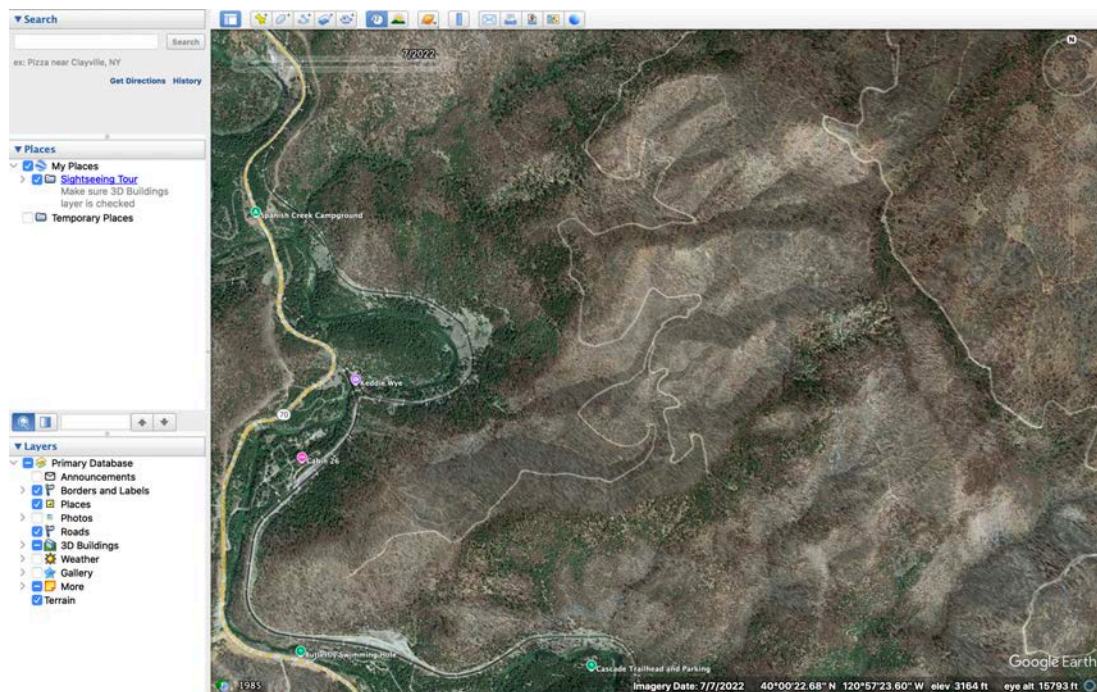 Search
Search
ex: Pizza near Clayville, NY
Get Directions History
Places
My Places
Sightseeing Tour
Make sure 3D Buildings
layer is checked
Temporary Places
Layers
Primary Database
Announcements
Borders and Labels
Places
Photos
Roads
3D Buildings
Weather
Gallery
More
Terrain
7/2022
N
Spanish Creek Campground
Keddie Wye
70
Cabin 26
Butterfly Swimming Hole
Cascade Trailhead and Parking
Google Earth
1985
Imagery Date: 7/7/2022 40°00'22.68" N 120°57'23.60" W elev 3164 ft eye alt 15793 ft